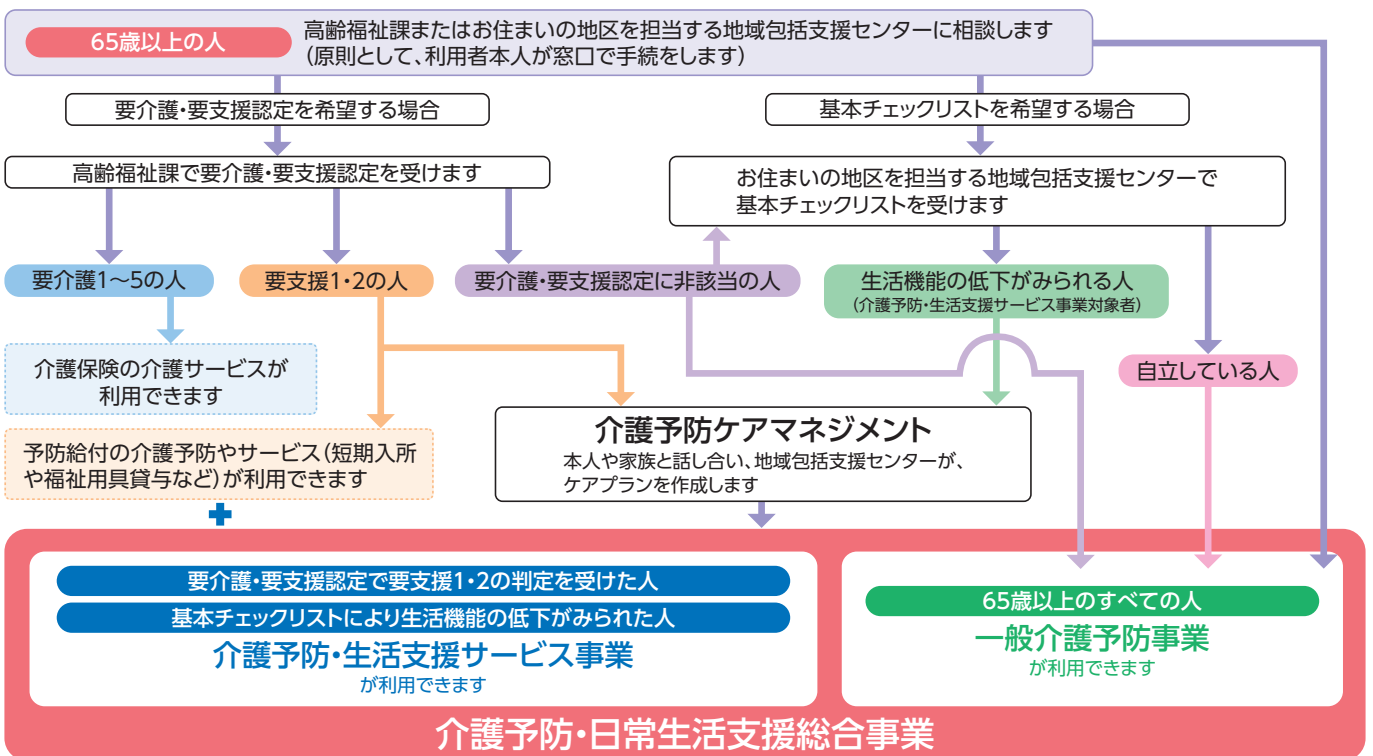 65歳以上の人
高齢福祉課またはお住まいの地区を担当する地域包括支援センターに相談します
（原則として、利用者本人が窓口で手続をします）
要介護・要支援認定を希望する場合
基本チェックリストを希望する場合
高齢福祉課で要介護・要支援認定を受けます
お住まいの地区を担当する地域包括支援センターで
基本チェックリストを受けます
要介護1〜5の人
要支援1・2の人
要介護・要支援認定に非該当の人
生活機能の低下がみられる人
（介護予防・生活支援サービス事業対象者）
介護保険の介護サービスが
利用できます
自立している人
予防給付の介護予防やサービス（短期入所
や福祉用具貸与など）が利用できます
介護予防ケアマネジメント
本人や家族と話し合い、地域包括支援センターが、
ケアプランを作成します
要介護・要支援認定で要支援1・2の判定を受けた人
基本チェックリストにより生活機能の低下がみられた人
介護予防・生活支援サービス事業
が利用できます
65歳以上のすべての人
一般介護予防事業
が利用できます
介護予防・日常生活支援総合事業